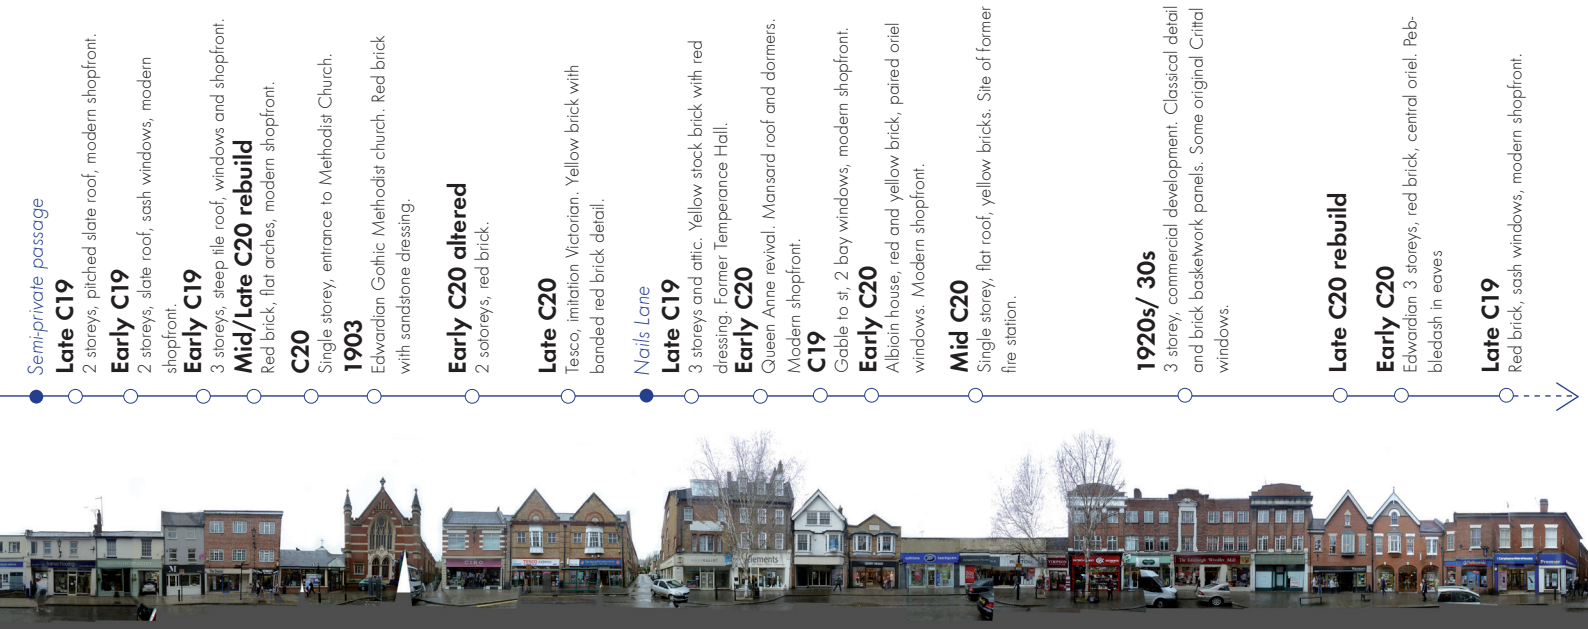 Semi-private passage
Late C19
2 storeys, pitched slate roof, modern shopfront.
Early C19
2 storeys, slate roof, sash windows, modern
shopfront.
Early C19
3 storeys, steep tile roof, windows and shopfront.
Mid/Late C20 rebuild
Red brick, flat arches, modern shopfront.
C20
Single storey, entrance to Methodist Church.
1903
Edwardian Gothic Methodist church. Red brick
with sandstone dressing.
Early C20 altered
2 sotorey, red brick.
Late C20
Tesco, imitation Victorian. Yellow brick with
banded red brick detail.
Nails Lane
Late C19
3 storeys and attic. Yellow stock brick with red
dressing. Former Temperance Hall.
Early C20
Queen Anne revival. Mansard roof and dormers.
Modern shopfront.
C19
Gable to st, 2 bay windows, modern shopfront.
Early C20
Albioin house, red and yellow brick, paired oriel
windows. Modern shopfront.
Mid C20
Single storey, flat roof, yellow bricks. Site of former
fire station.
1920s/ 30s
3 storey, commercial development. Classical detail
and brick basketwork panels. Some original Crittal
windows.
Late C20 rebuild
Early C20
Edwardian 3 storeys, red brick, central oriel. Peb-
bledash in eaves
Late C19
Red brick, sash windows, modern shopfront.
TESCO